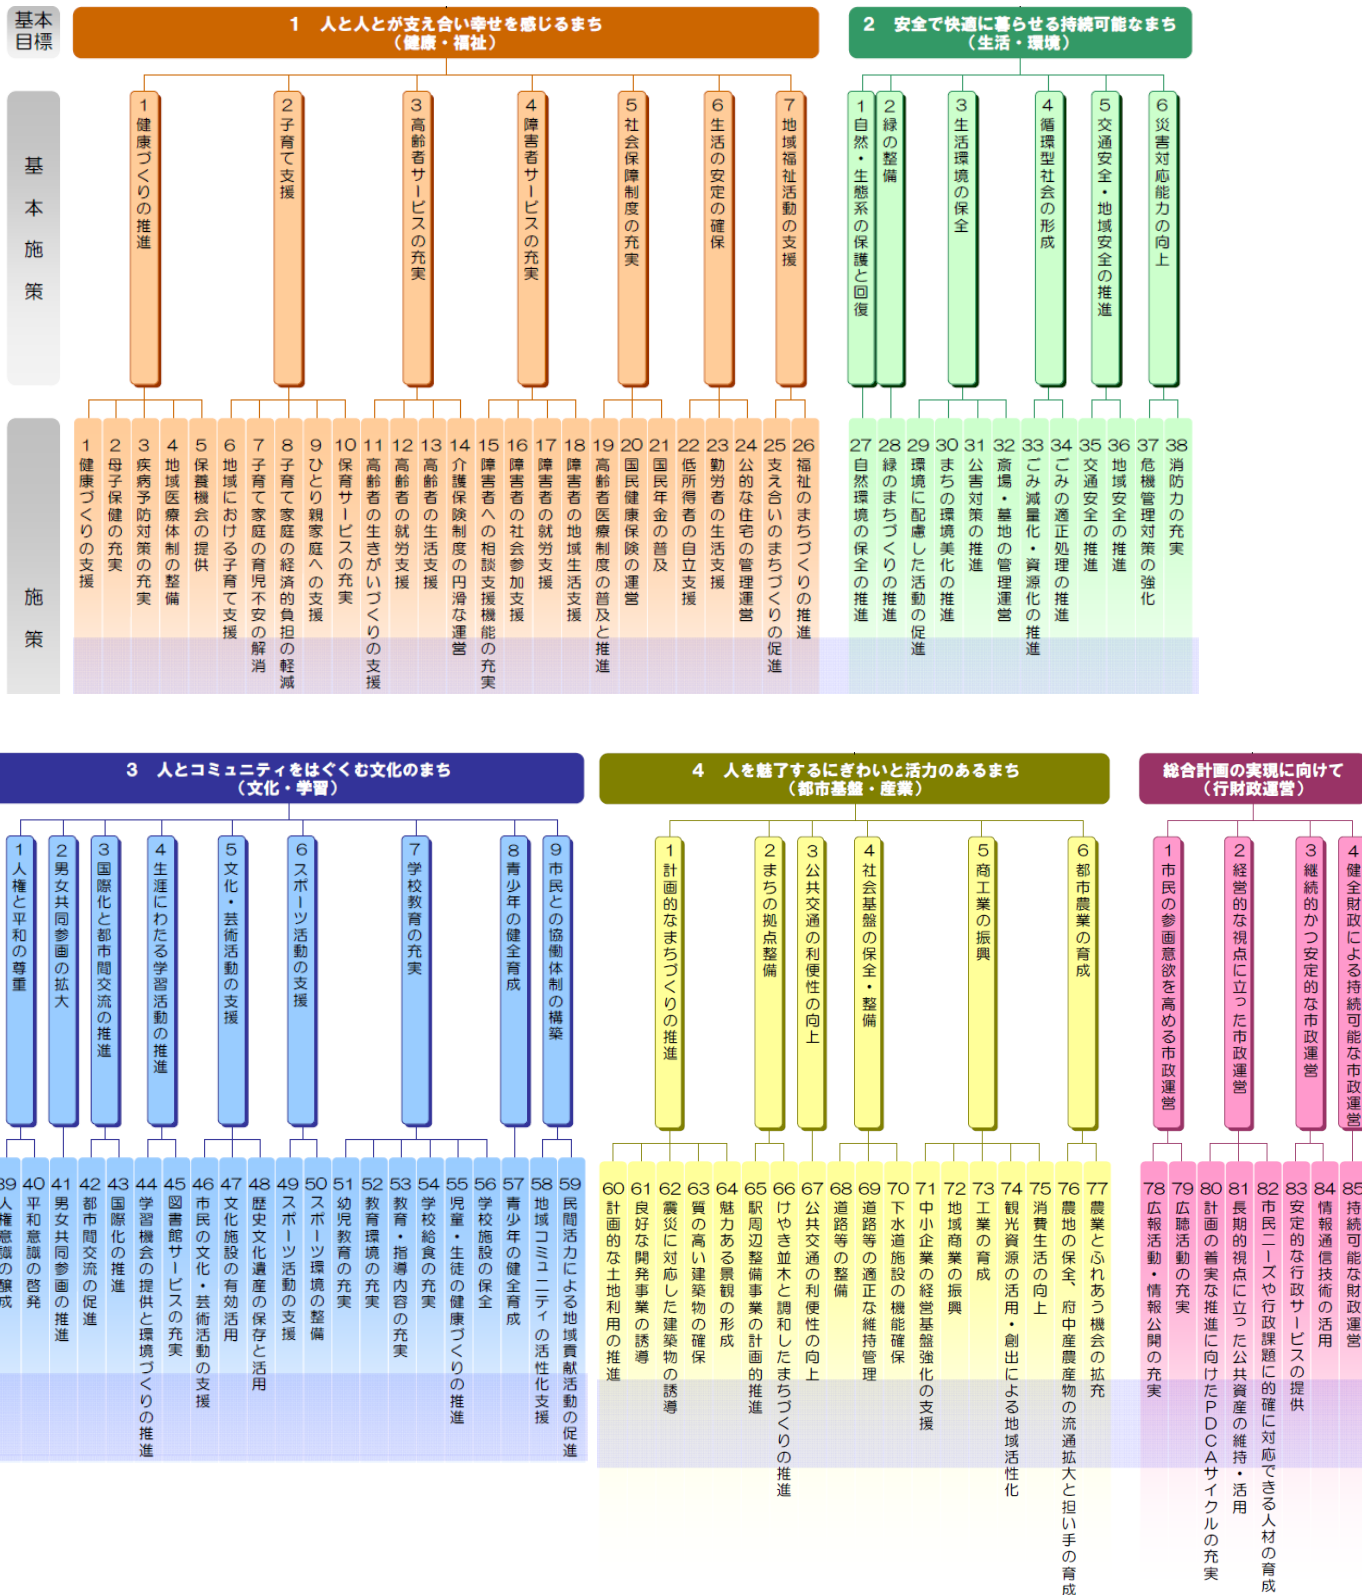 基本
目標
1 人と人とが支え合い幸せを感じるまち
(健康・福祉)
2 安全で快適に暮らせる持続可能なまち
(生活・環境)
基本施策
1 健康づくりの推進
2 子育て支援
3 高齢者サービスの充実
4 障害者サービスの充実
5 社会保障制度の充実
6 生活の安定の確保
7 地域福祉活動の支援
1 自然・生態系の保護と回復
2 緑の整備
3 生活環境の保全
4 循環型社会の形成
5 交通安全・地域安全の推進
6 災害対応能力の向上
施策
1 健康づくりの支援
2 母子保健の充実
3 疾病予防対策の充実
4 地域医療体制の整備
5 保養機会の提供
6 地域における子育て支援
7 子育て家庭の育児不安の解消
8 子育て家庭の経済的負担の軽減
9 ひとり親家庭への支援
10 保育サービスの充実
11 高齢者の生きがいづくりの支援
12 高齢者の就労支援
13 高齢者の生活支援
14 介護保険制度の円滑な運営
15 障害者への相談支援機能の充実
16 障害者の社会参加支援
17 障害者の就労支援
18 障害者の地域生活支援
19 高齢者医療制度の普及と推進
20 国民健康保険の運営
21 国民年金の普及
22 低所得者の自立支援
23 勤労者の生活支援
24 公的な住宅の管理運営
25 支え合いのまちづくりの促進
26 福祉のまちづくりの推進
27 自然環境の保全の推進
28 緑のまちづくりの推進
29 環境に配慮した活動の促進
30 まちの環境美化の推進
31 公害対策の推進
32 斎場・墓地の管理運営
33 ごみ減量化・資源化の推進
34 ごみの適正処理の推進
35 交通安全の推進
36 地域安全の推進
37 危機管理対策の強化
38 消防力の充実
3 人とコミュニティをはぐくむ文化のまち
(文化・学習)
4 人を魅了するにぎわいと活力のあるまち
(都市基盤・産業)
総合計画の実現に向けて
(行財政運営)
1 人権と平和の尊重
2 男女共同参画の拡大
3 国際化と都市間交流の推進
4 生涯にわたる学習活動の推進
5 文化・芸術活動の支援
6 スポーツ活動の支援
7 学校教育の充実
8 青少年の健全育成
9 市民との協働体制の構築
1 計画的なまちづくりの推進
2 まちの拠点整備
3 公共交通の利便性の向上
4 社会基盤の保全・整備
5 商工業の振興
6 都市農業の育成
1 市民の参画意欲を高める市政運営
2 経営的な視点に立った市政運営
3 継続的かつ安定的な市政運営
4 健全財政による持続可能な市政運営
39 人権意識の醸成
40 平和意識の啓発
41 男女共同参画の推進
42 都市間交流の促進
43 国際化の推進
44 学習機会の提供と環境づくりの推進
45 図書館サービスの充実
46 市民の文化・芸術活動の支援
47 文化施設の有効活用
48 歴史文化遺産の保存と活用
49 スポーツ活動の支援
50 スポーツ環境の整備
51 幼児教育の充実
52 教育環境の充実
53 教育・指導内容の充実
54 学校給食の充実
55 児童・生徒の健康づくりの推進
56 学校施設の保全
57 青少年の健全育成
58 地域コミュニティの活性化支援
59 民間活力による地域貢献活動の促進
60 計画的な土地利用の推進
61 良好な開発事業の誘導
62 震災に対応した建築物の誘導
63 質の高い建築物の確保
64 魅力ある景観の形成
65 駅周辺整備事業の計画的推進
66 けやき並木と調和したまちづくりの推進
67 公共交通の利便性の向上
68 道路等の整備
69 道路等の適正な維持管理
70 下水道施設の機能確保
71 中小企業の経営基盤強化の支援
72 地域商業の振興
73 工業の育成
74 観光資源の活用・創出による地域活性化
75 消費生活の向上
76 農地の保全、府中産農産物の流通拡大と担い手の育成
77 農業とふれあう機会の拡充
78 広報活動・情報公開の充実
79 広聴活動の充実
80 計画の着実な推進に向けたPDCAサイクルの充実
81 長期的視点に立った公共資産の維持・活用
82 市民ニーズや行政課題に的確に対応できる人材の育成
83 安定的な行政サービスの提供
84 情報通信技術の活用
85 持続可能な財政運営